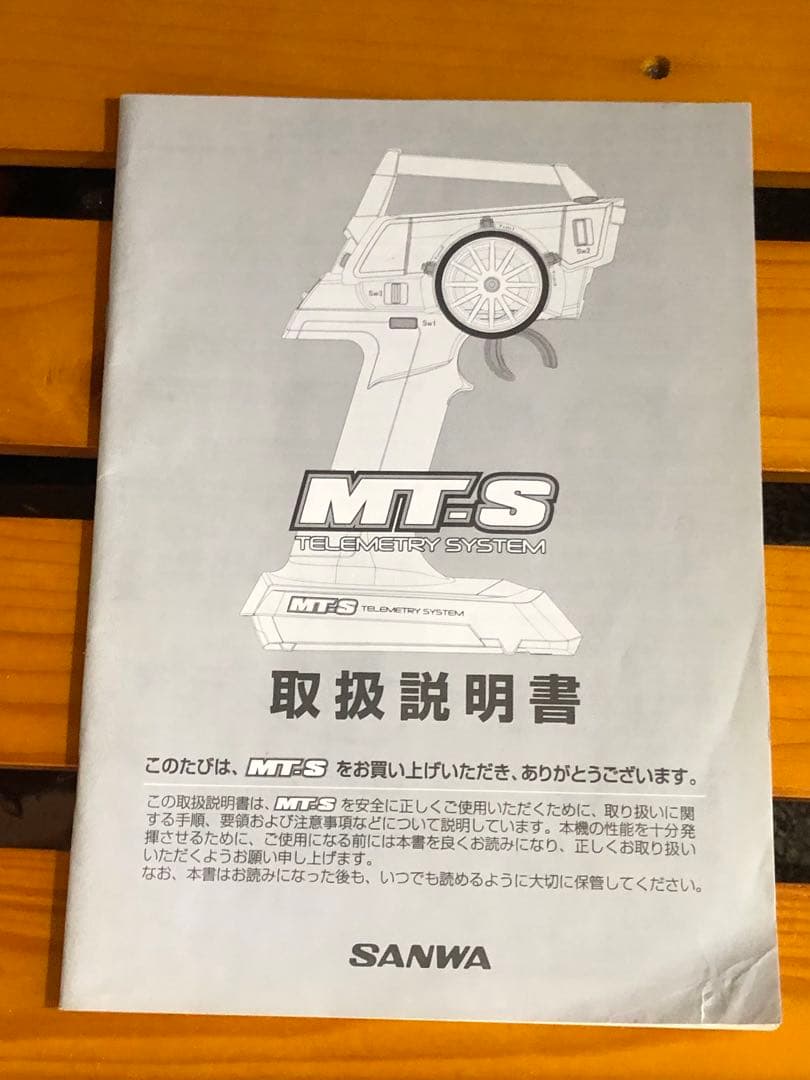 Sw2
Sw3
Sw1
MT-S
TELEMETRY SYSTEM
MT-S TELEMETRY SYSTEM
取扱説明書
このたびは、MT-S をお買い上げいただき、ありがとうございます。
この取扱説明書は、MT-S を安全に正しくご使用いただくために、取り扱いに関
する手順、要領および注意事項などについて説明しています。本機の性能を十分発
揮させるために、ご使用になる前には本書を良くお読みになり、正しくお取り扱い
いただくようお願い申し上げます。
なお、本書はお読みになった後も、いつでも読めるように大切に保管してください。
SANWA